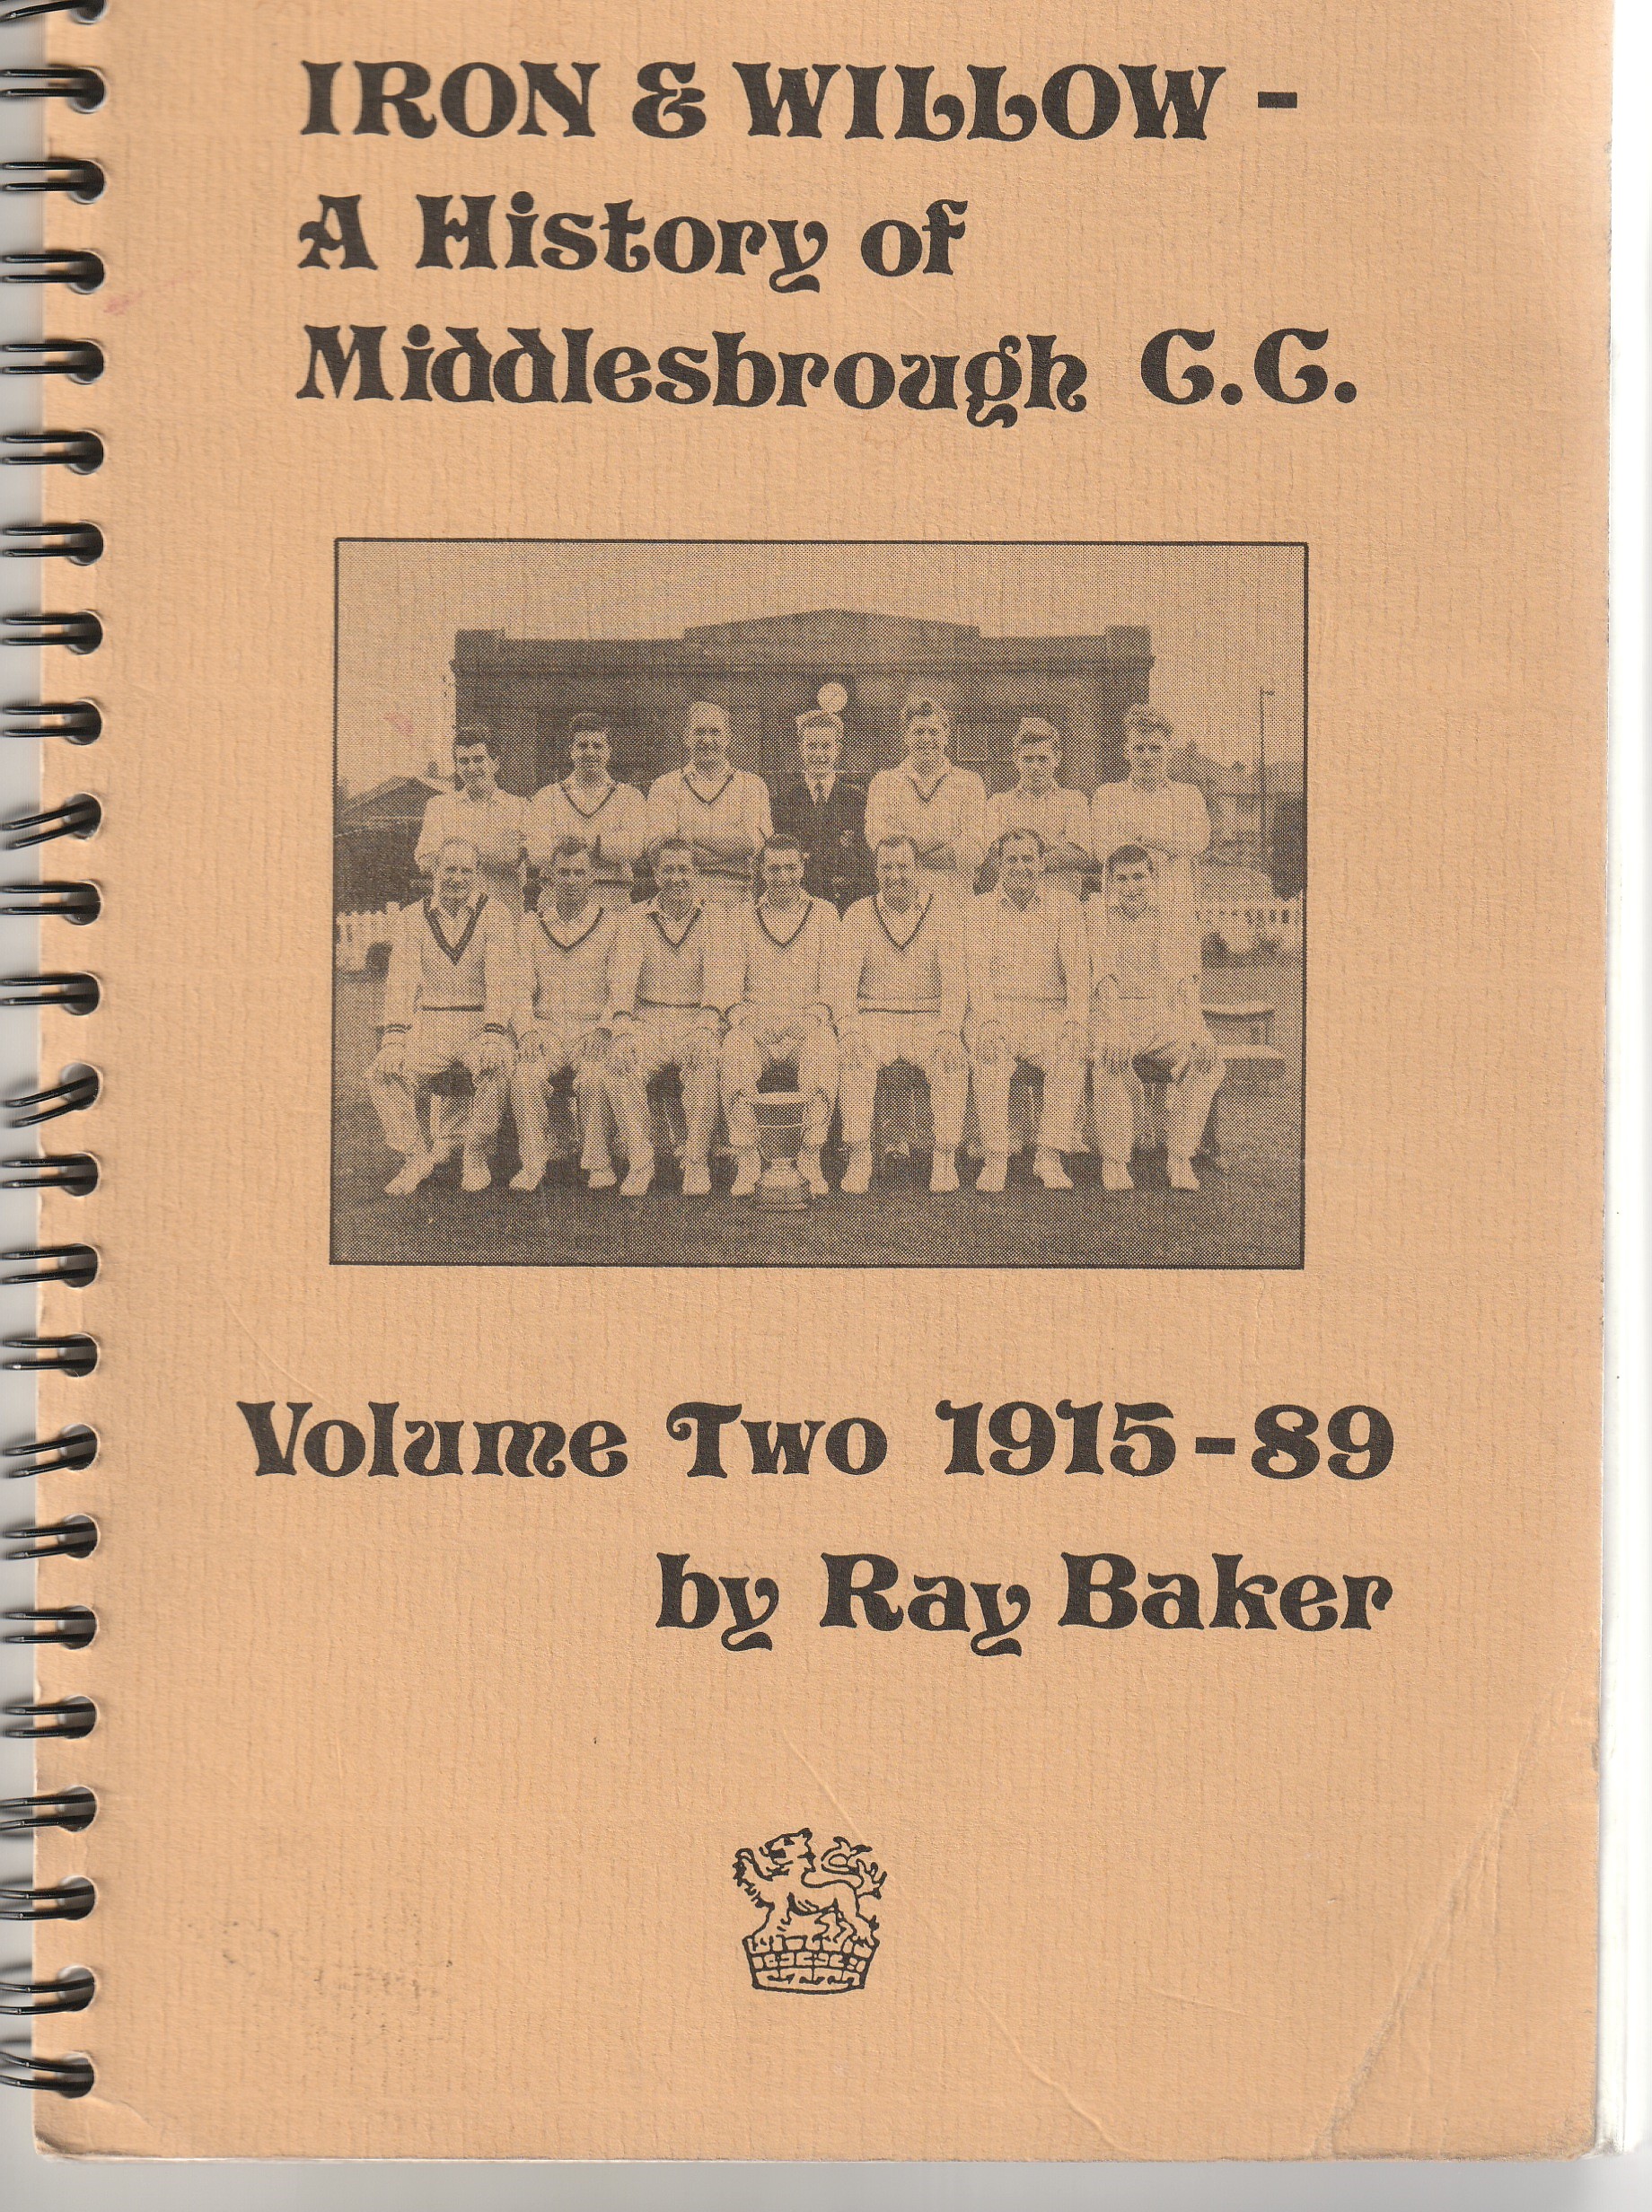 IRON & WILLOW -
A History of
Middlesbrough C.C.
Volume Two 1915-89
by Ray Baker